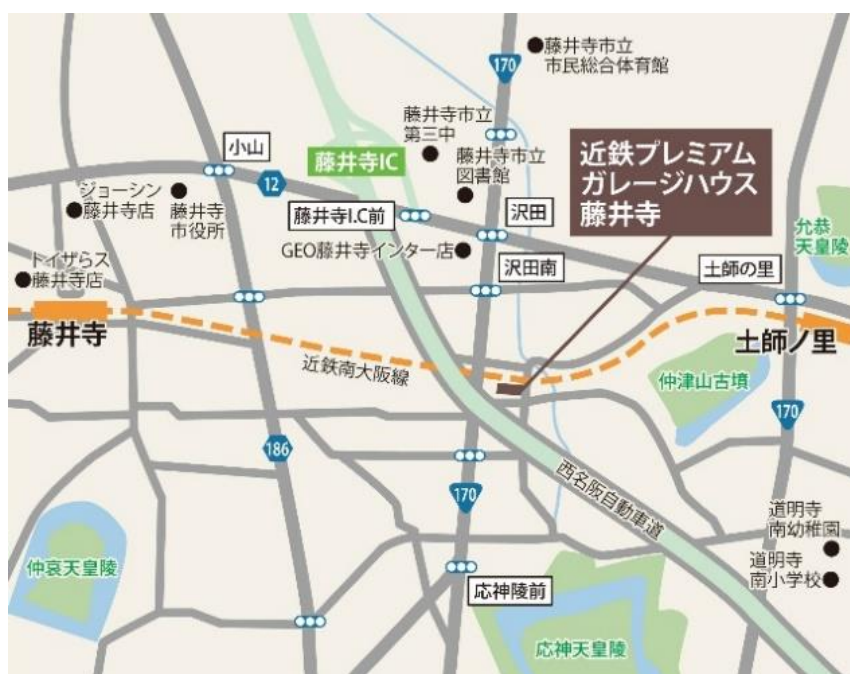 藤井寺市立
市民総合体育館
170
藤井寺市立
第三中
小山
藤井寺IC
藤井寺市立
図書館
近鉄プレミアム
ガレージハウス
藤井寺
12
ジョーシン
藤井寺店
藤井寺
市役所
藤井寺I.C前
沢田
允恭
天皇陵
GEO藤井寺インター店
トイザらス
藤井寺店
沢田南
土師の里
藤井寺
土師ノ里
近鉄南大阪線
仲津山古墳
170
186
西名阪自動車道
170
道明寺
南幼稚園
道明寺
南小学校
仲哀天皇陵
応神陵前
応神天皇陵